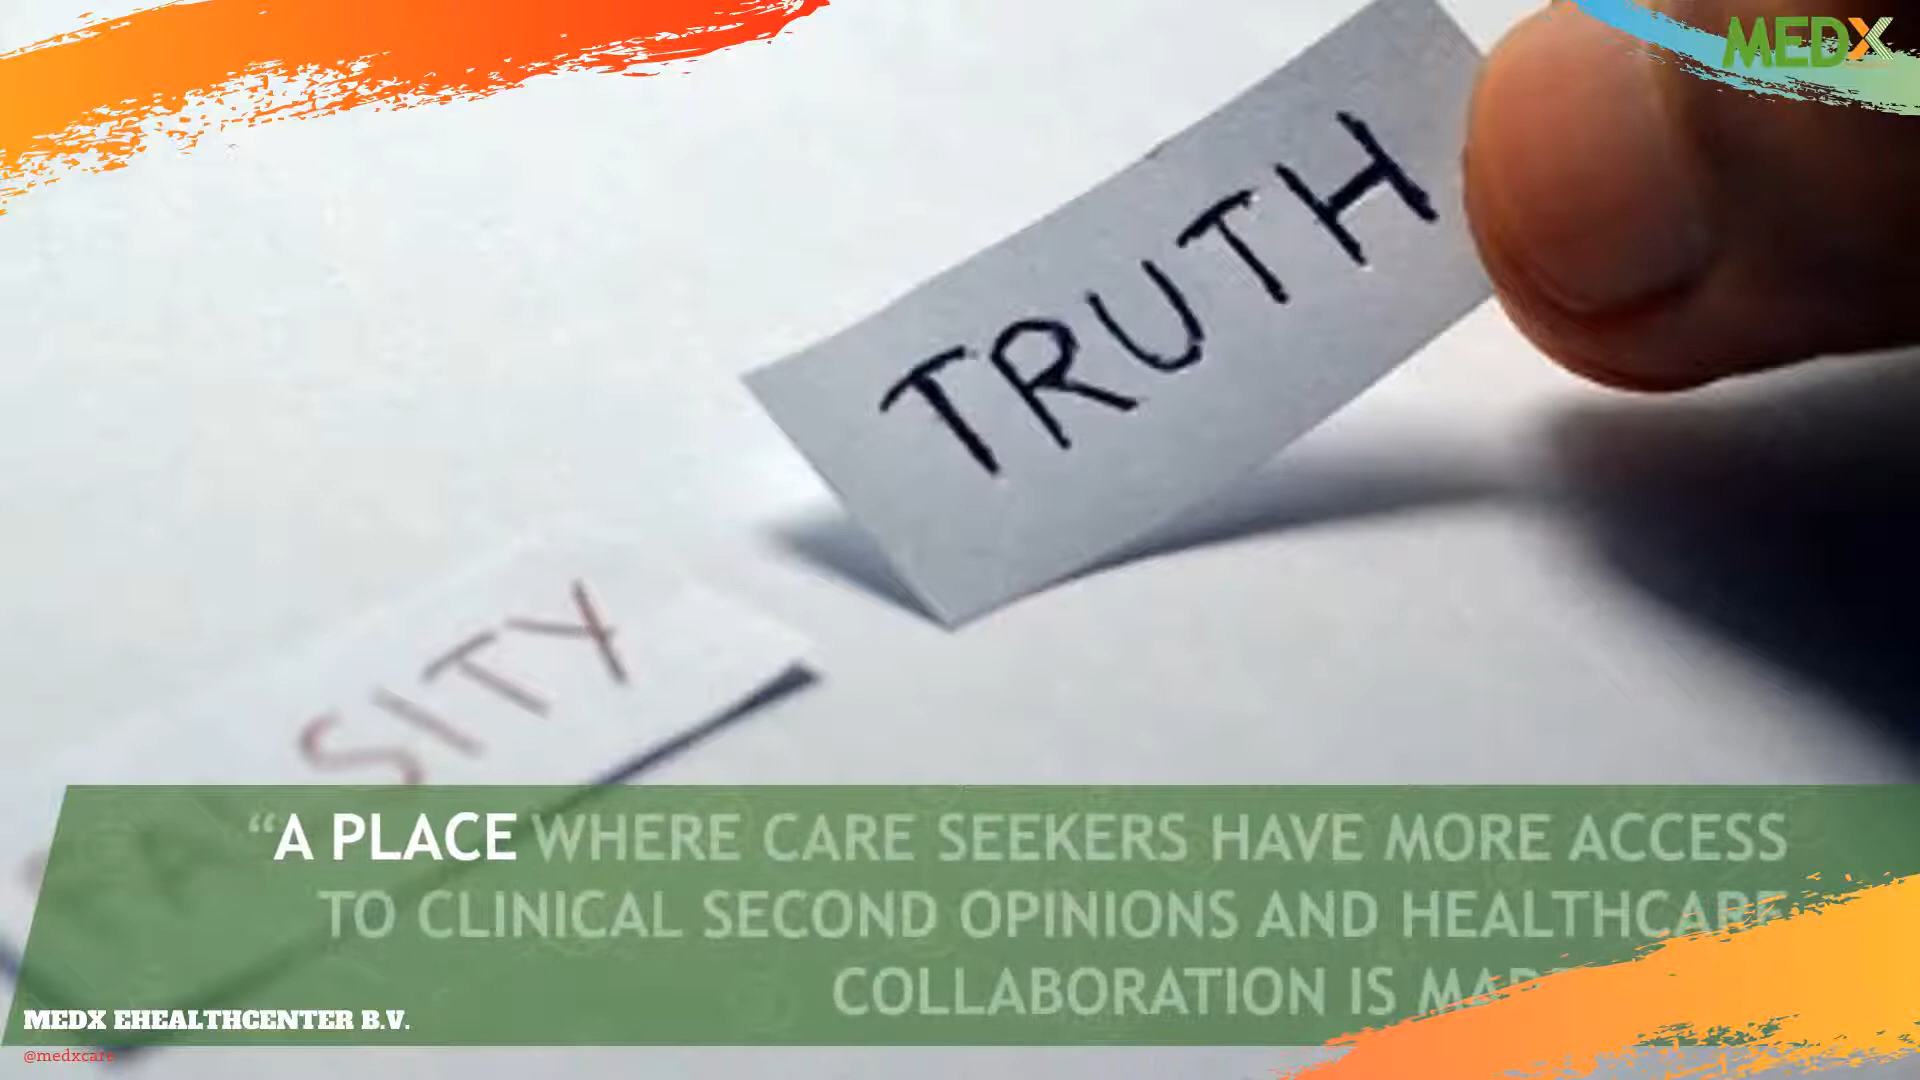 MEDX
TRUTH
SITY
“A PLACE WHERE CARE SEEKERS HAVE MORE ACCESS
TO CLINICAL SECOND OPINIONS AND HEALTHCARE
COLLABORATION IS
MEDX EHEALTHCENTER B.V.
@medxcare